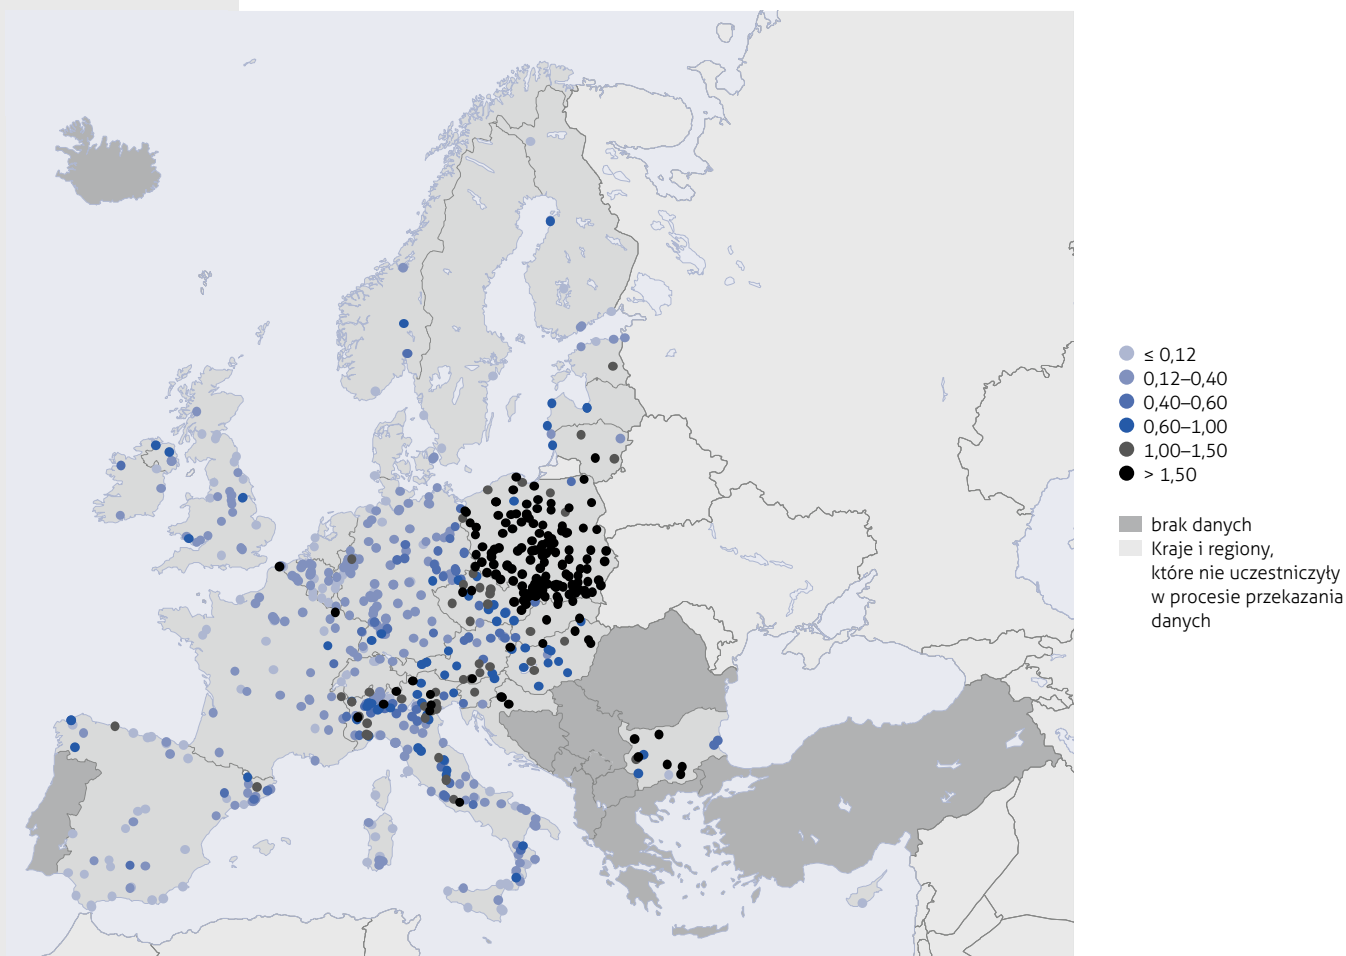 ≤ 0,12
0,12–0,40
0,40–0,60
0,60–1,00
1,00–1,50
> 1,50
brak danych
Kraje i regiony,
które nie uczestniczyły
w procesie przekazania
danych